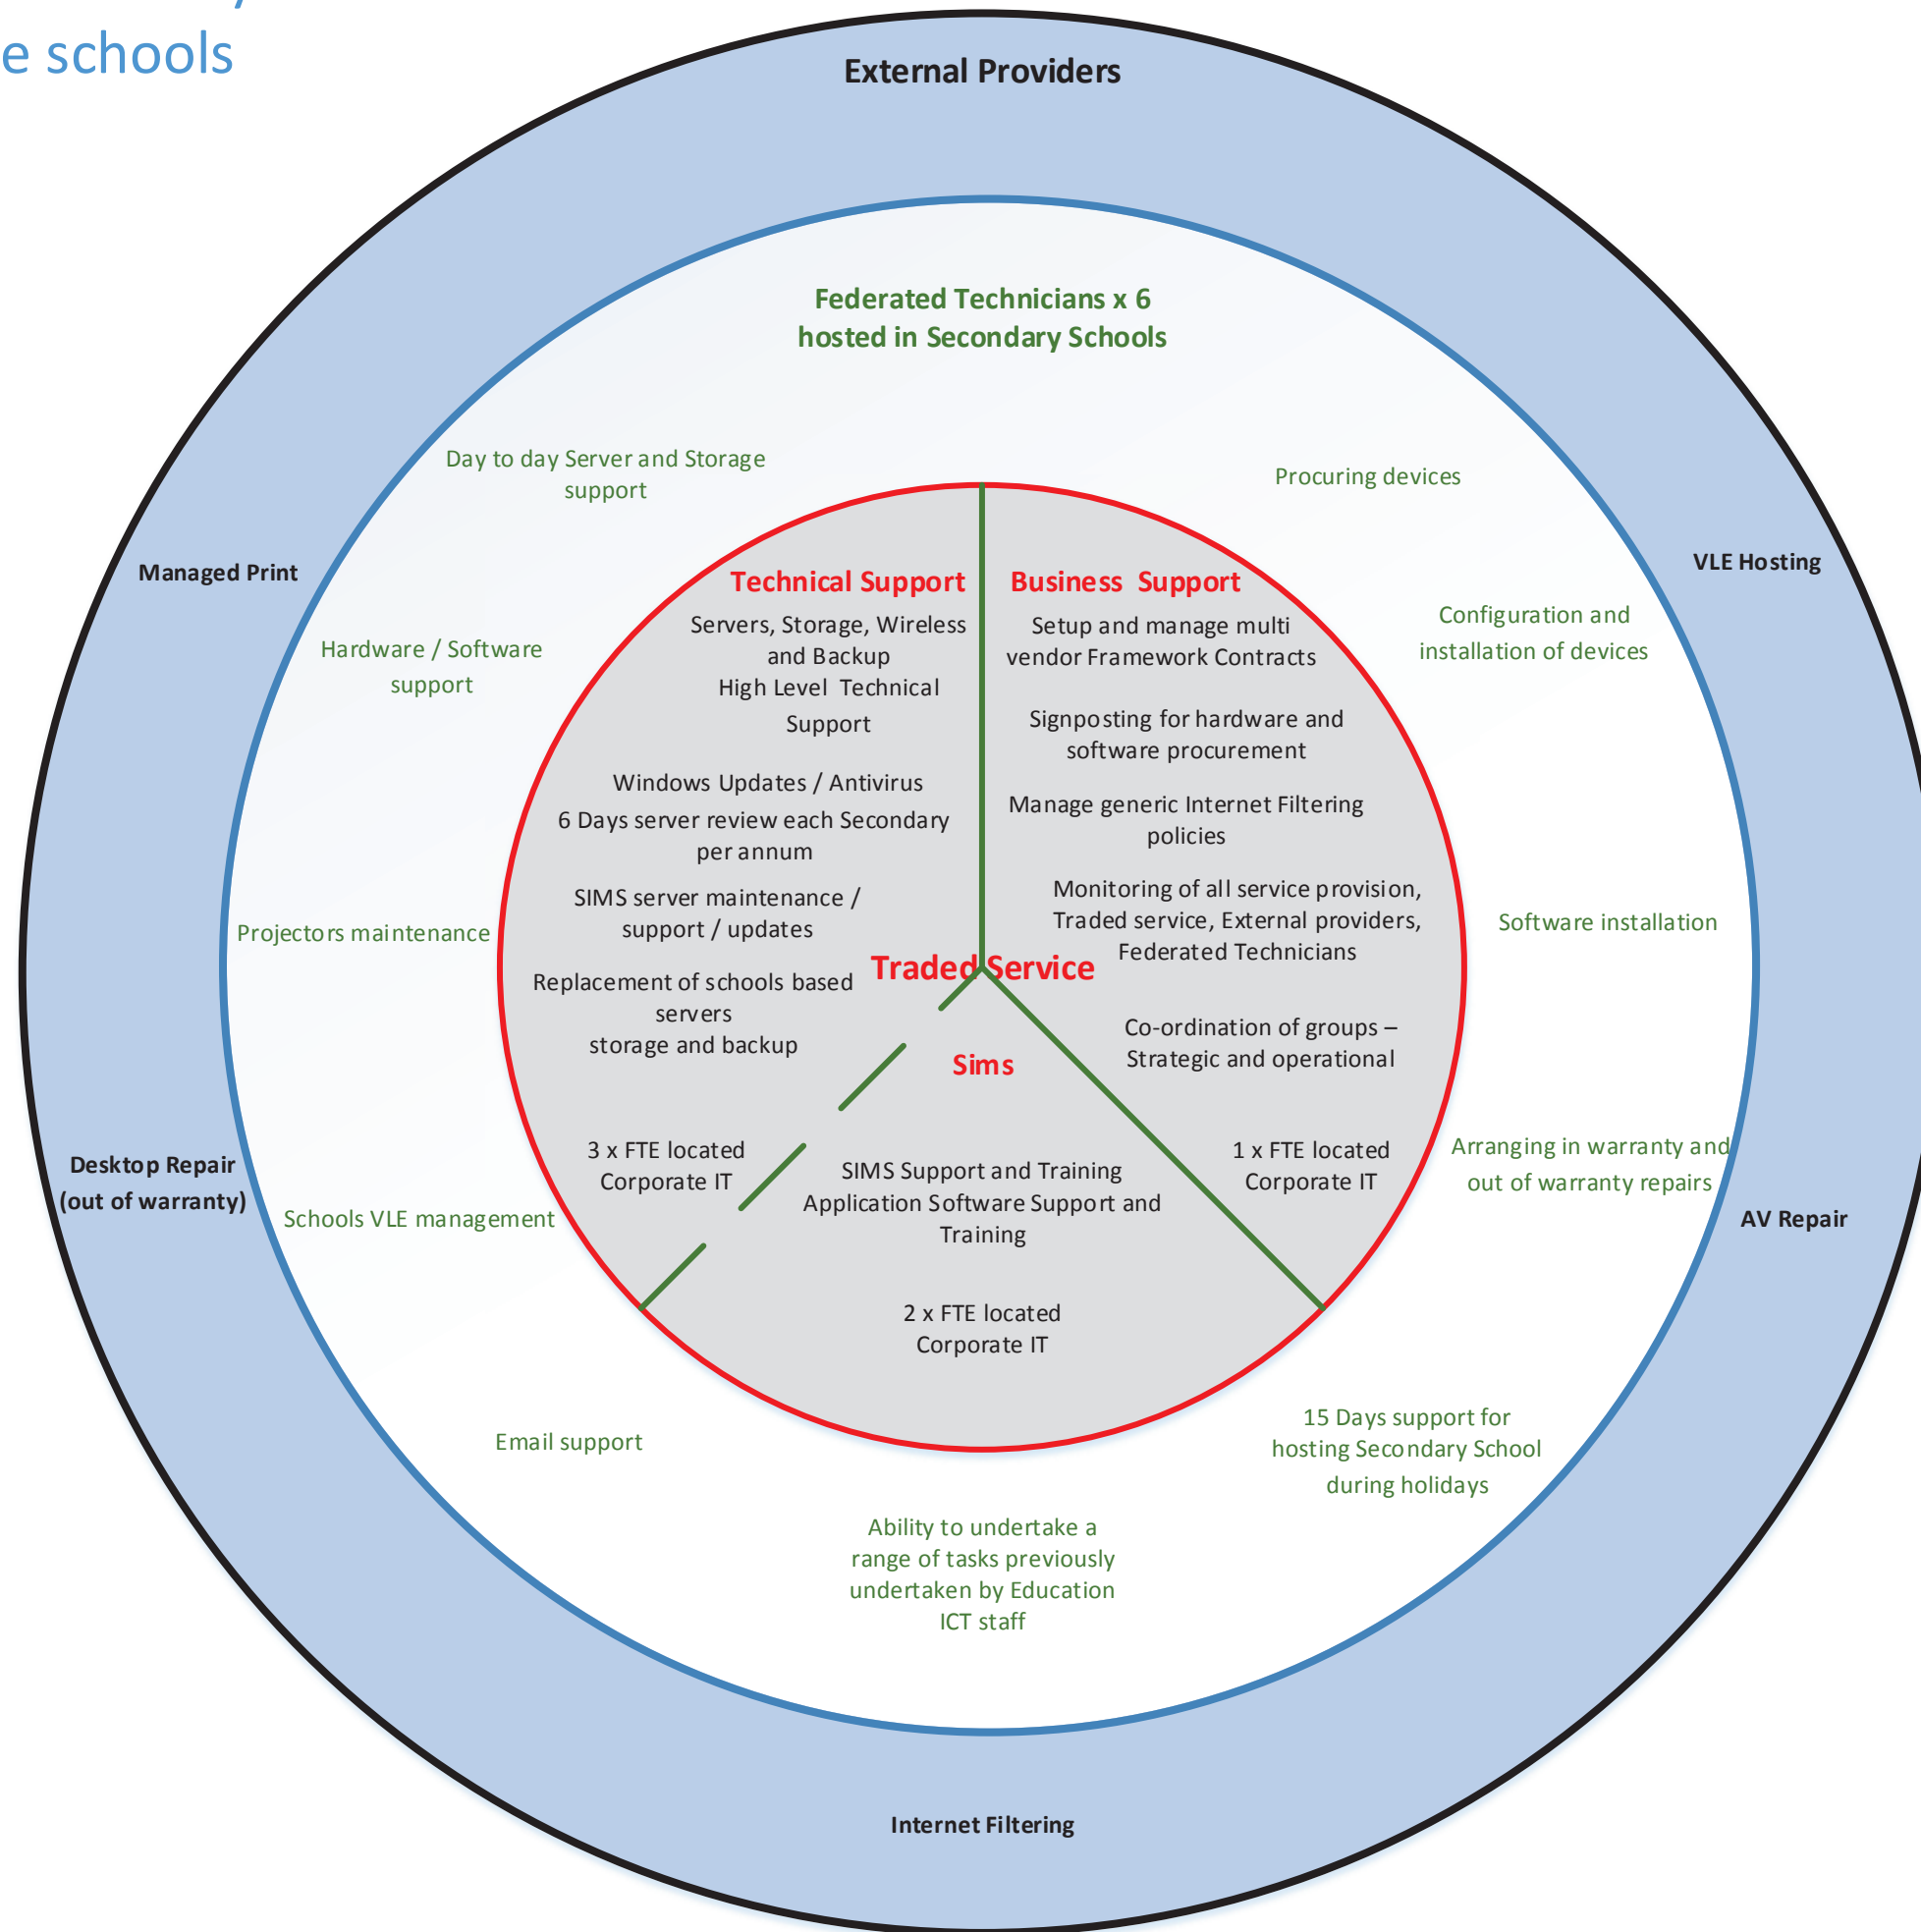 e schools
External Providers
Federated Technicians x 6
hosted in Secondary Schools
Day to day Server and Storage
support
Procuring devices
Managed Print
VLE Hosting
Hardware / Software
support
Configuration and
installation of devices
Technical Support
Servers, Storage, Wireless
and Backup
High Level Technical
Support
Windows Updates / Antivirus
6 Days server review each Secondary
per annum
SIMS server maintenance /
support / updates
Replacement of schools based
servers
storage and backup
3 x FTE located
Corporate IT
Business Support
Setup and manage multi
vendor Framework Contracts
Signposting for hardware and
software procurement
Manage generic Internet Filtering
policies
Monitoring of all service provision,
Traded service, External providers,
Federated Technicians
Co-ordination of groups –
Strategic and operational
1 x FTE located
Corporate IT
Traded Service
Sims
SIMS Support and Training
Application Software Support and
Training
2 x FTE located
Corporate IT
Projectors maintenance
Software installation
Desktop Repair
(out of warranty)
Schools VLE management
Arranging in warranty and
out of warranty repairs
AV Repair
Email support
15 Days support for
hosting Secondary School
during holidays
Ability to undertake a
range of tasks previously
undertaken by Education
ICT staff
Internet Filtering